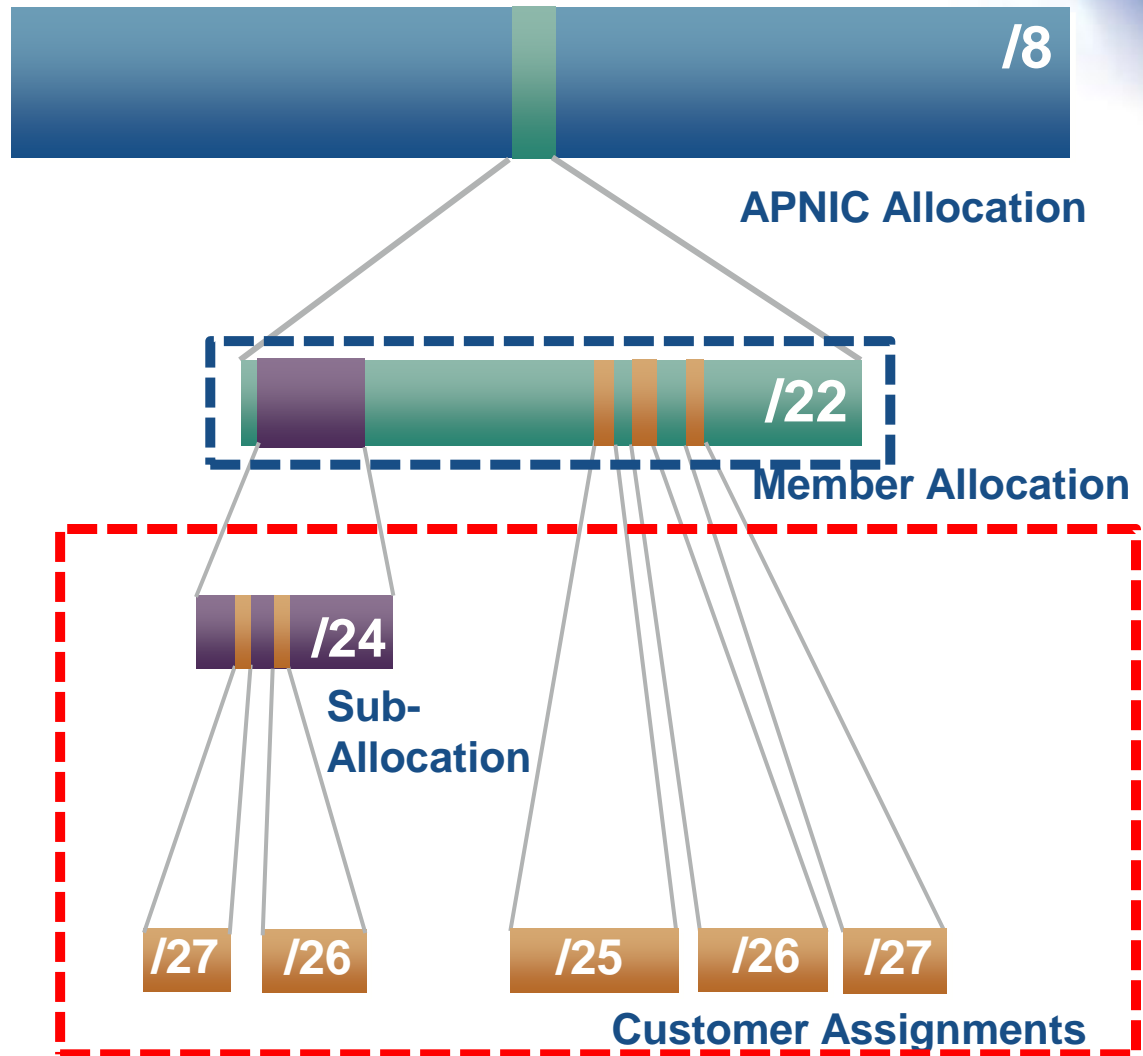 /8
APNIC Allocation
/22
Member Allocation
/24
Sub-
Allocation
/27
/26
/25
/26
/27
Customer Assignments